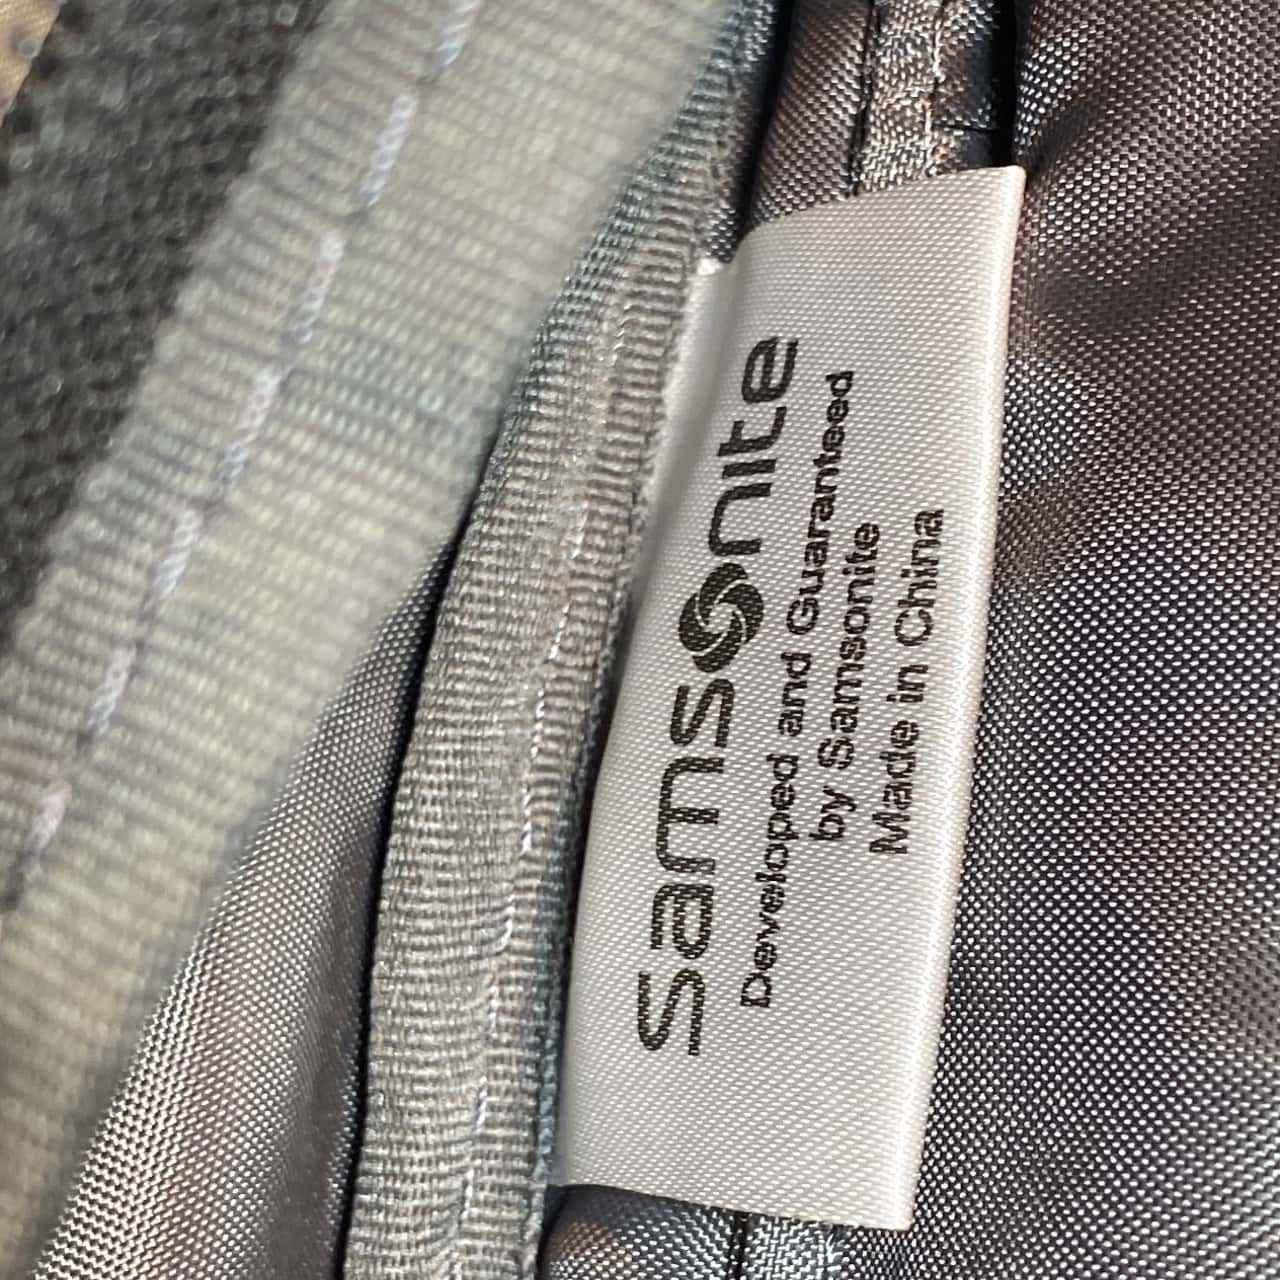 samsonite
Developed and Guaranteed
by Samsonite
Made in China